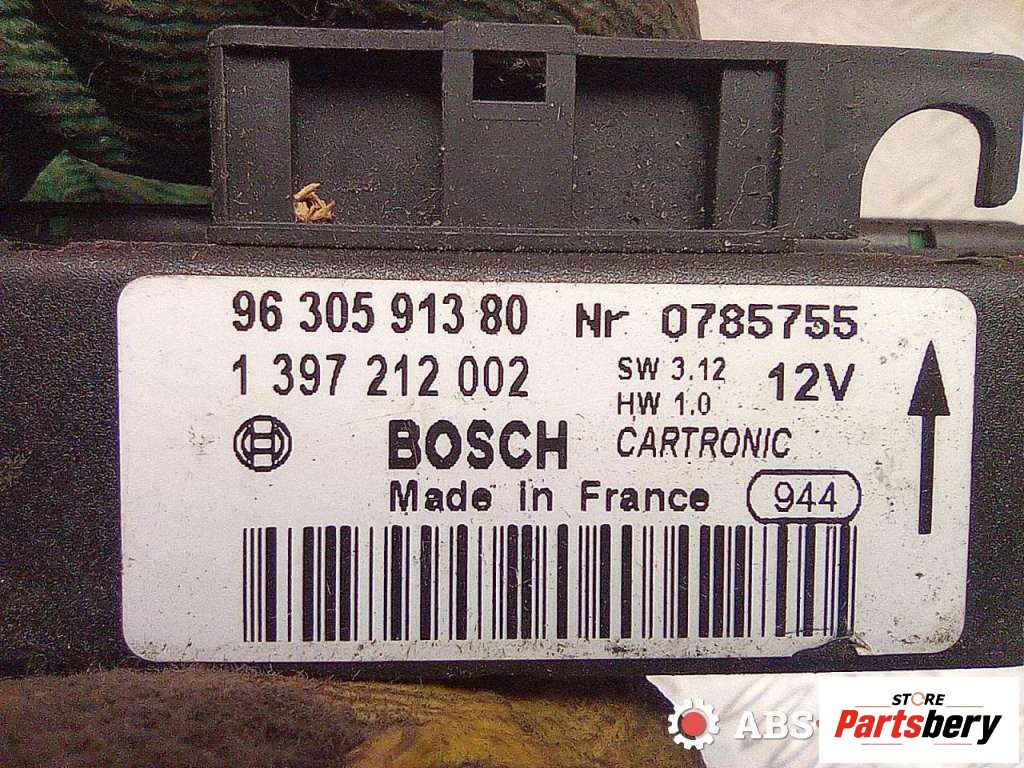 96 305 913 80 Nr 0785755
1 397 212 002 SW 3.12 12V
HW 1.0
BOSCH CARTRONIC
Made in France 944
STORE
Partsbery
ABS